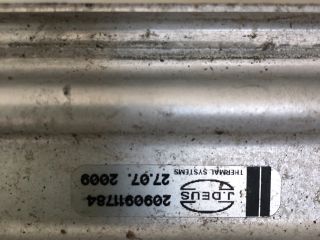 J.DEUS
THERMAL SYSTEMS
2090911784
27.07. 2009